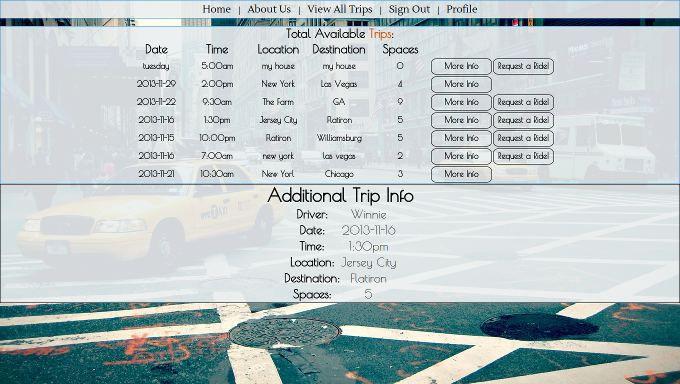 Home | About Us | View All Trips | Sign Out | Profile
Total Available Trips:
Date Time Location Destination Spaces
tuesday 5:00am my house my house 0 More Info Request a Ride!
2013-11-29 2:00pm New York Las Vegas 4 More Info
2013-11-22 9:30am The Farm GA 9 More Info Request a Ride!
2013-11-16 1:30pm Jersey City Flatiron 5 More Info Request a Ride!
2013-11-15 10:00pm Flatiron Williamsburg 5 More Info Request a Ride!
2013-11-16 7:00am new york las vegas 2 More Info Request a Ride!
2013-11-21 10:30am New York Chicago 3 More Info
Additional Trip Info
Driver: Winnie
Date: 2013-11-16
Time: 1:30pm
Location: Jersey City
Destination: Flatiron
Spaces: 5